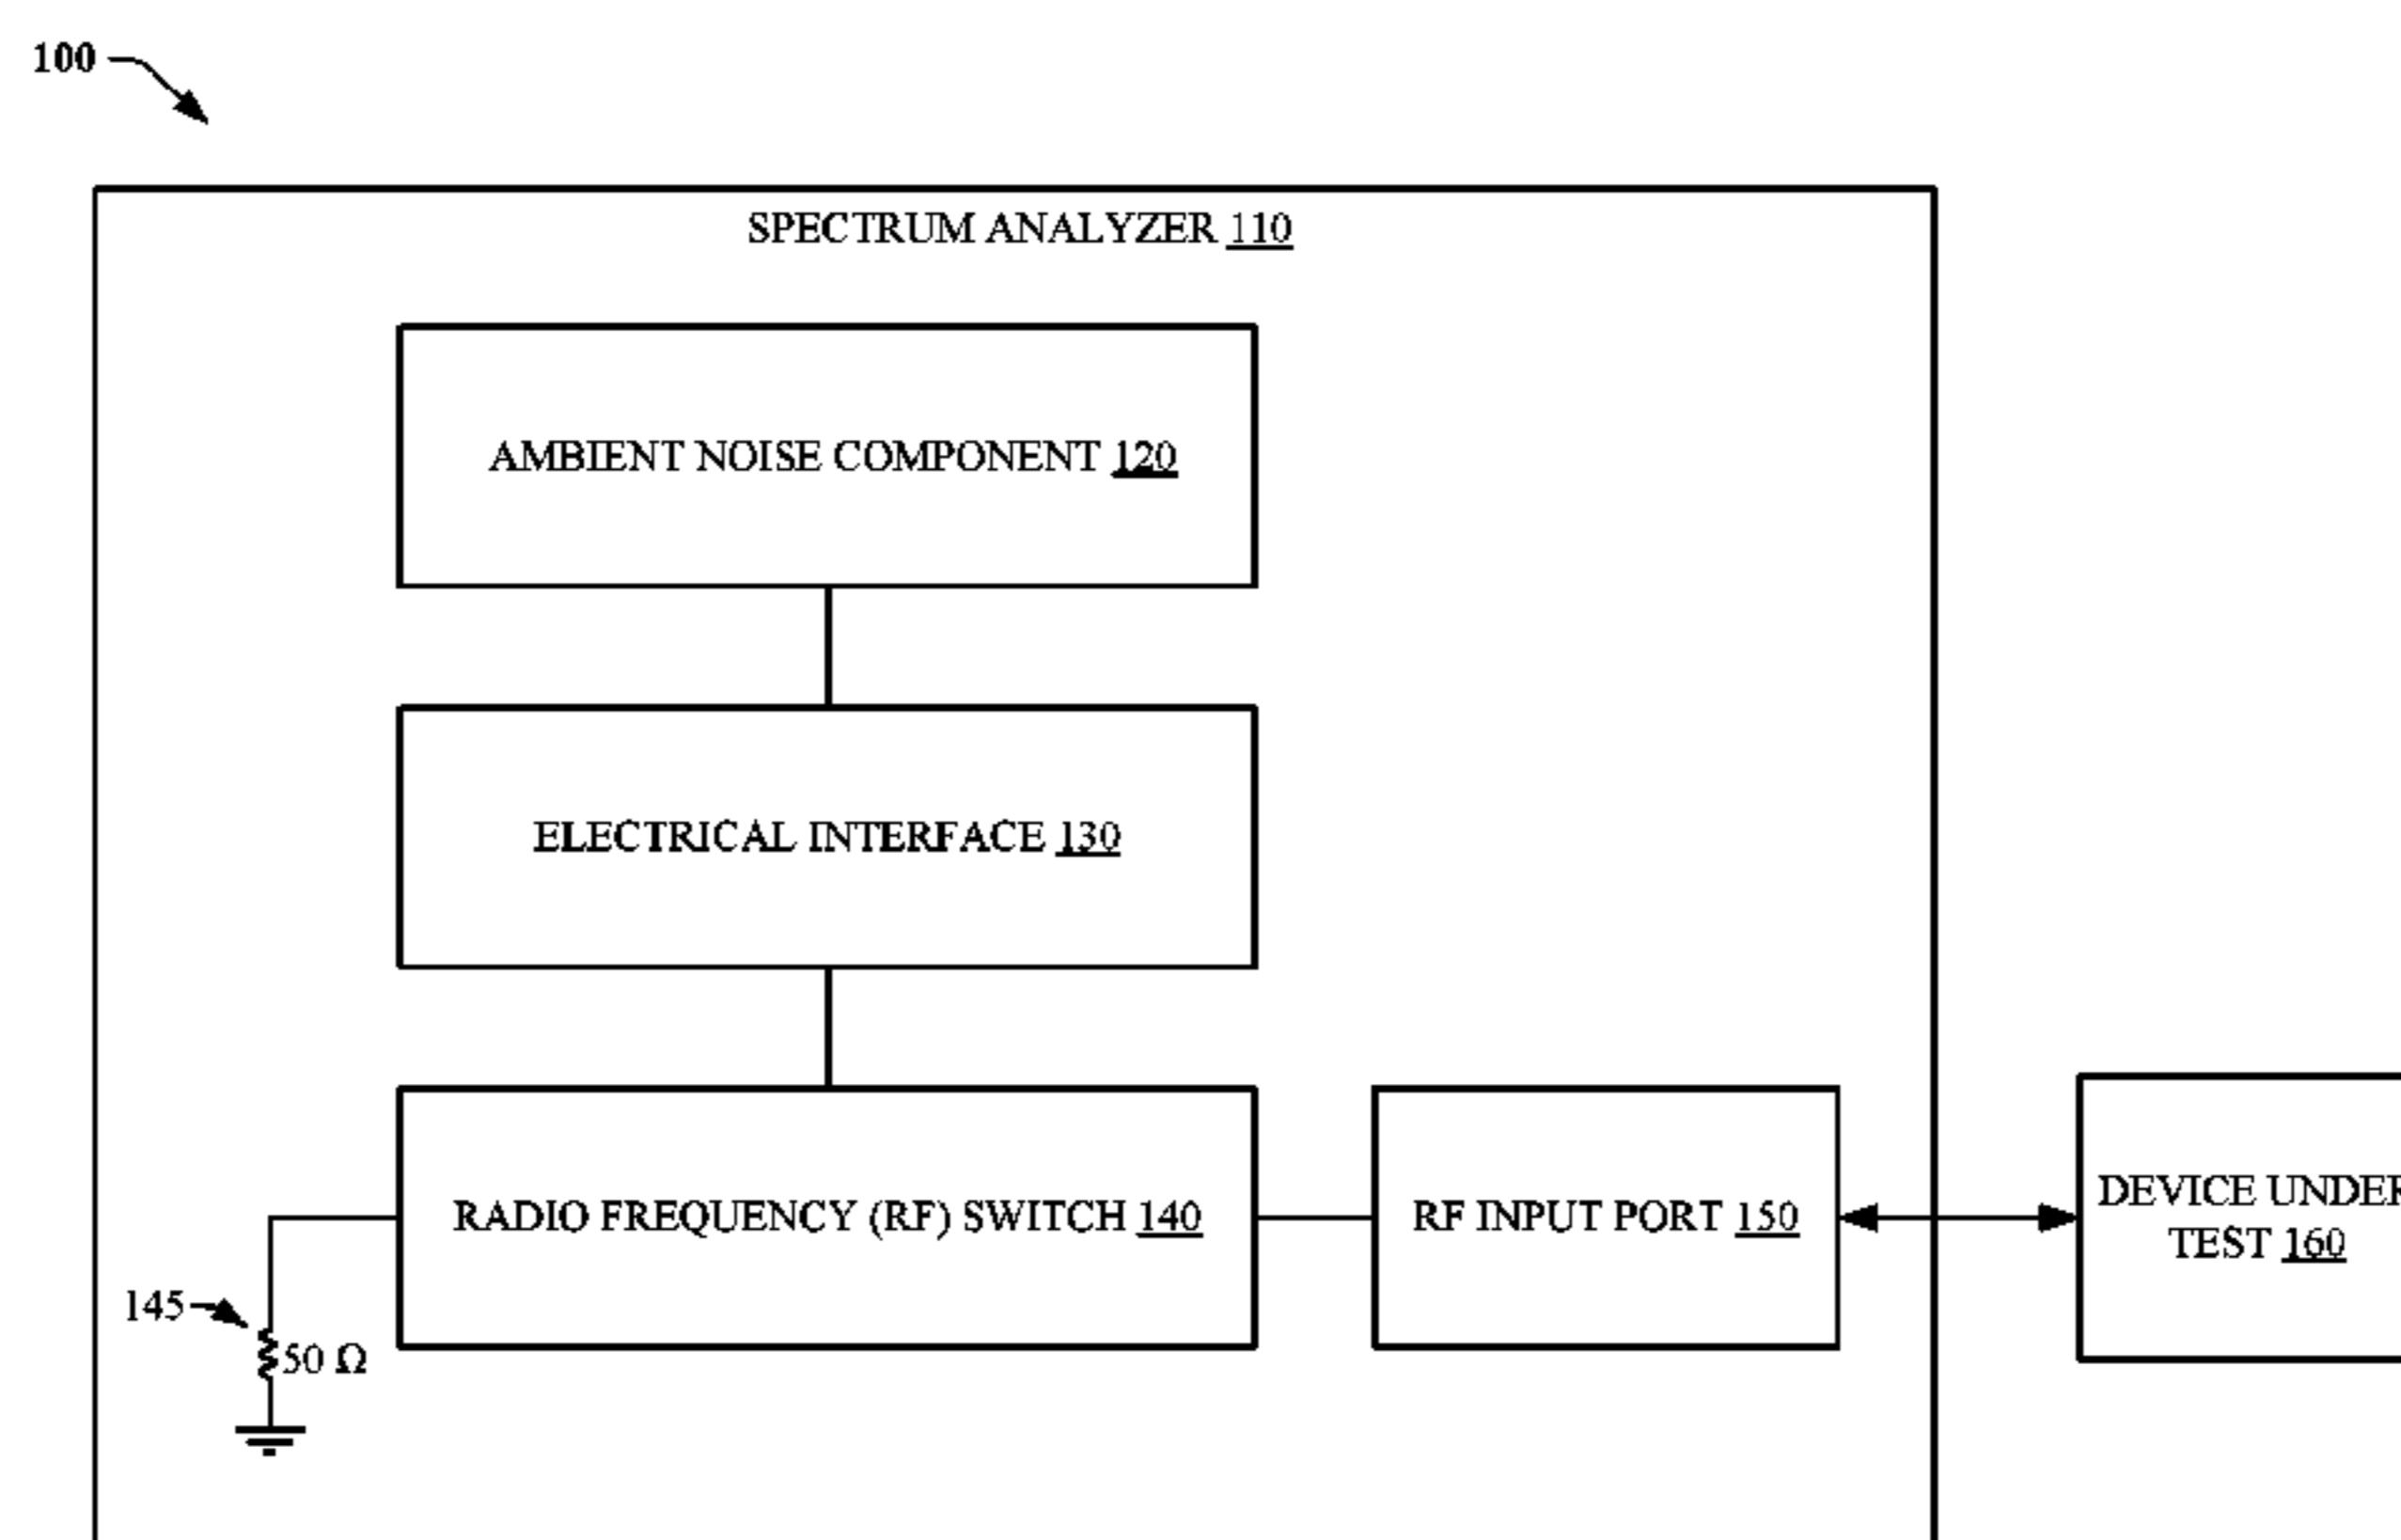 100
SPECTRUM ANALYZER 110
AMBIENT NOISE COMPONENT 120
ELECTRICAL INTERFACE 130
RADIO FREQUENCY (RF) SWITCH 140
RF INPUT PORT 150
DEVICE UNDER
TEST 160
145
50 Ω